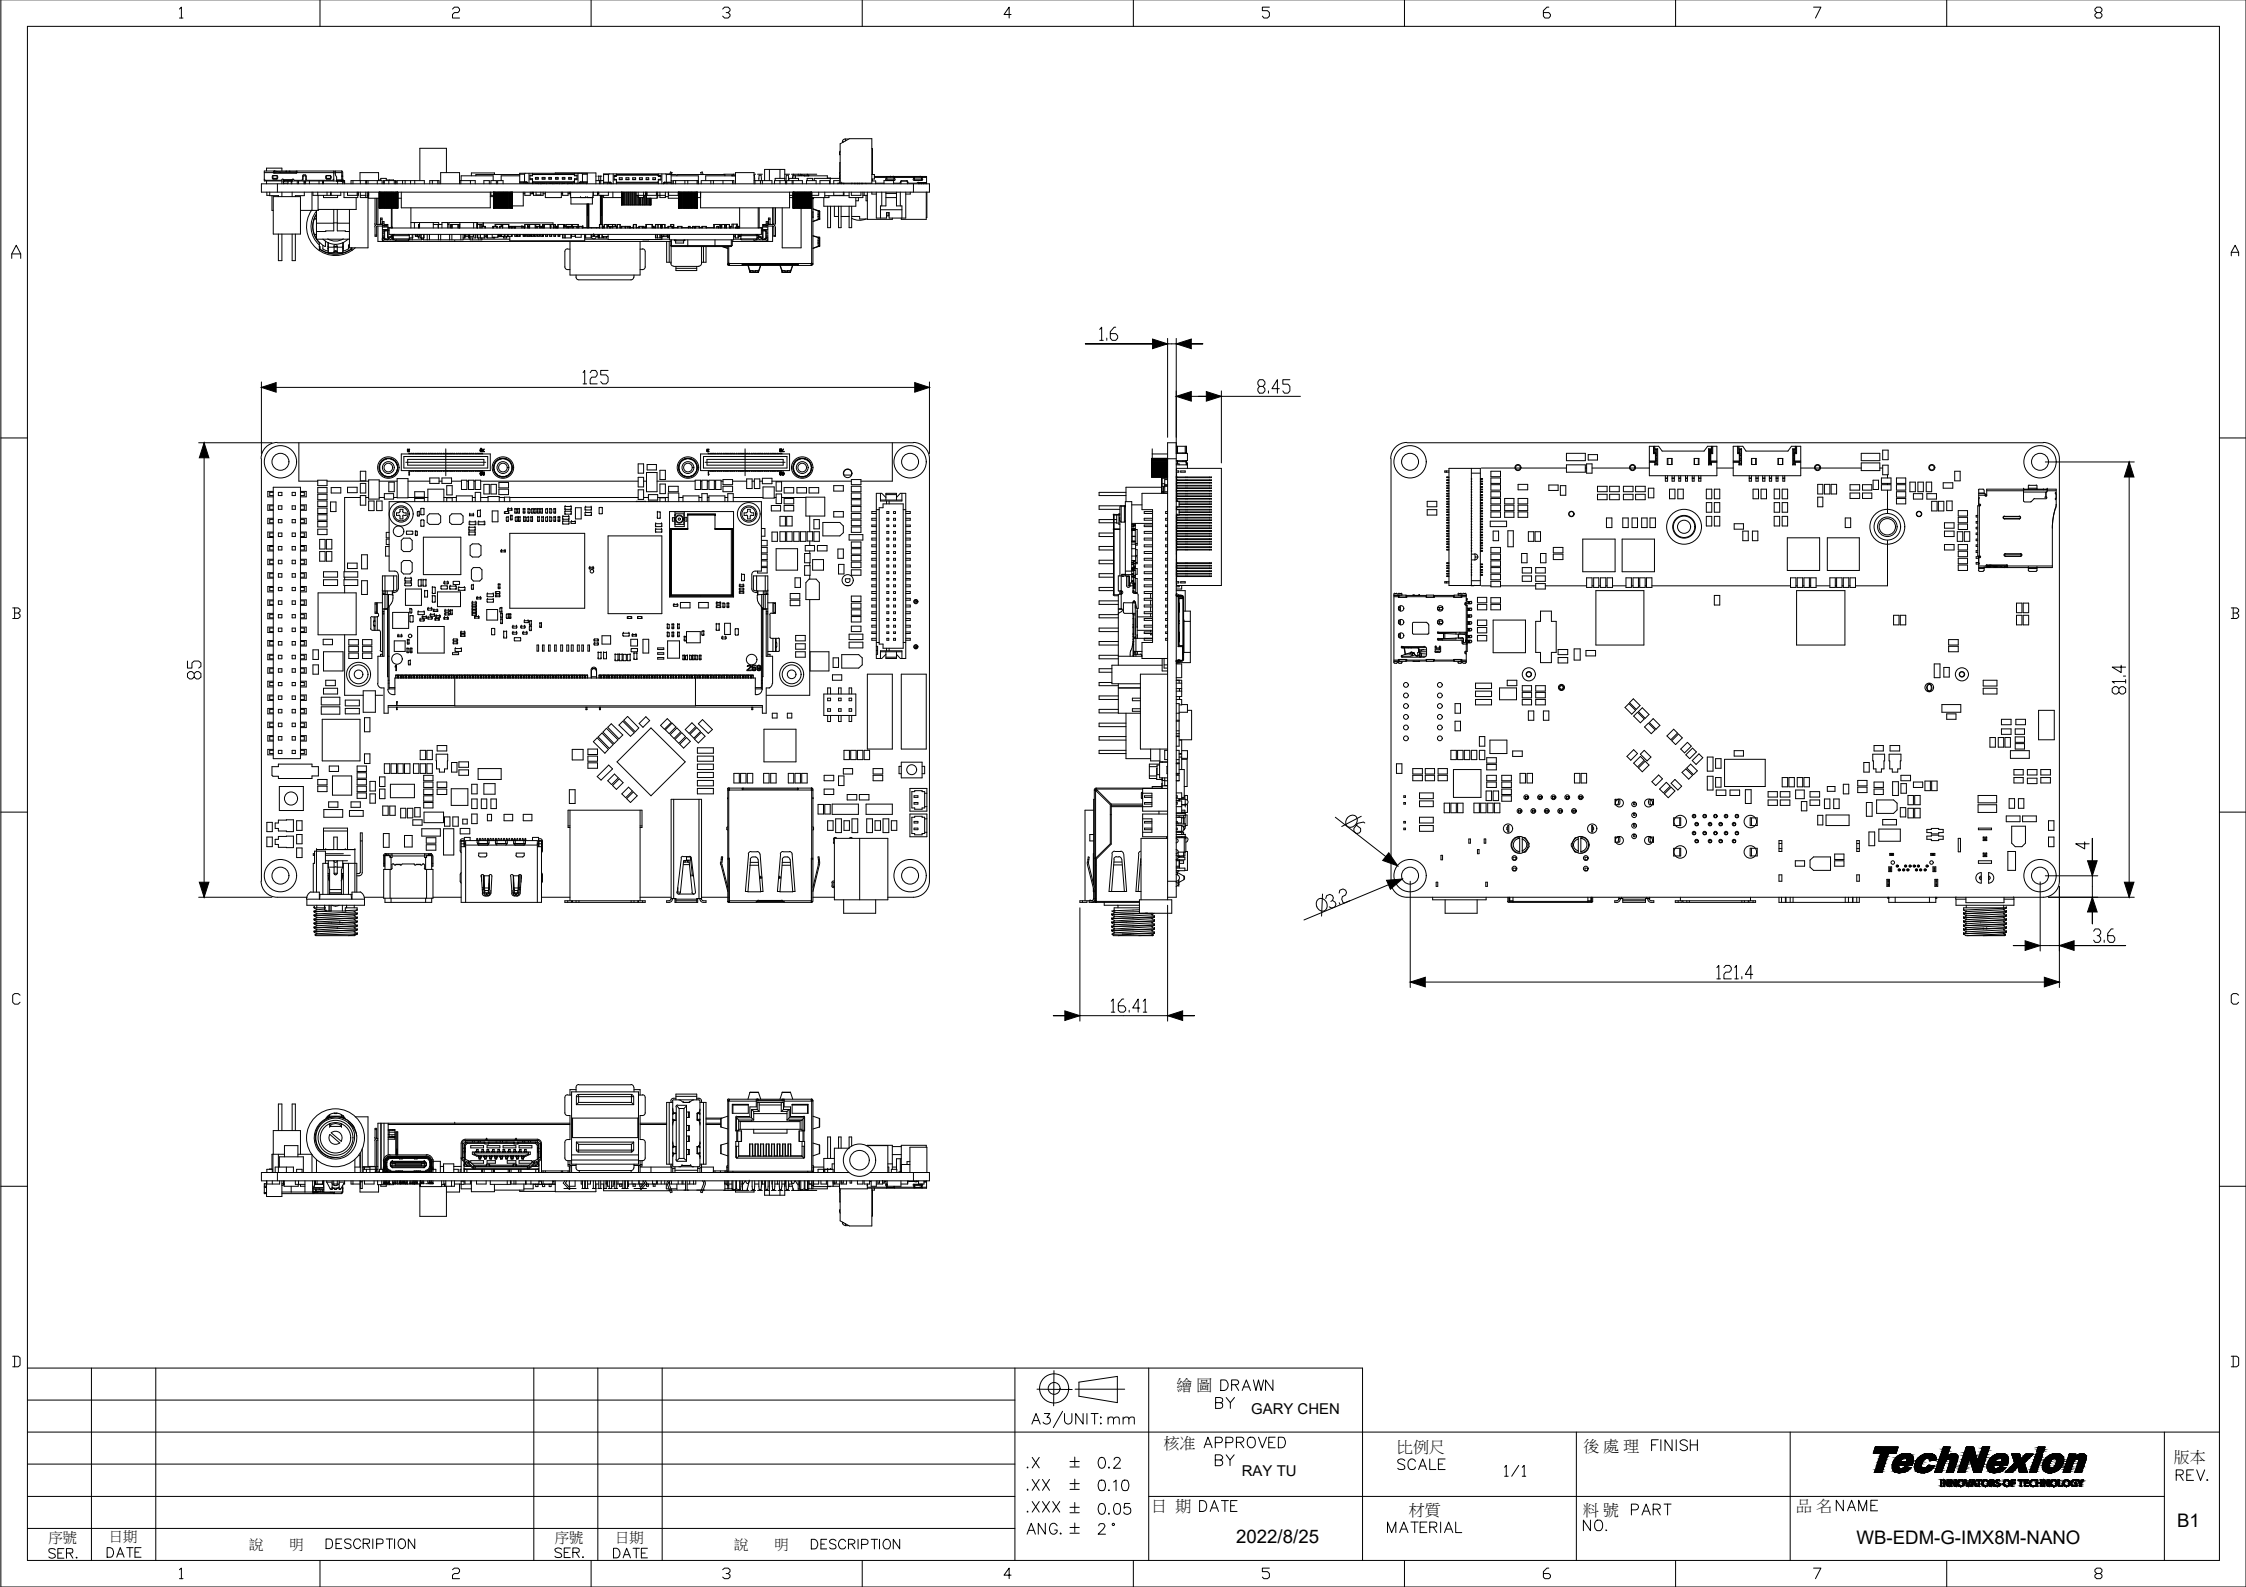 1 2 3 4 5 6 7 8
A A
1.6
8.45
125
B B
85
260
81.4
Ø6
4
Ø3.2
3.6
121.4
16.41
C C
D D
A3/UNIT: mm
繪圖 DRAWN
BY GARY CHEN
.X ± 0.2
.XX ± 0.10
.XXX ± 0.05
ANG. ± 2°
核准 APPROVED
BY RAY TU
日 期 DATE
2022/8/25
比例尺
SCALE 1/1
材質
MATERIAL
後處理 FINISH
料號 PART
NO.
TechNexion
INNOVATORS OF TECHNOLOGY
品名NAME
WB-EDM-G-IMX8M-NANO
版本
REV.
B1
序號 日期 說 明 DESCRIPTION 序號 日期 說 明 DESCRIPTION
SER. DATE SER. DATE
1 2 3 4 5 6 7 8